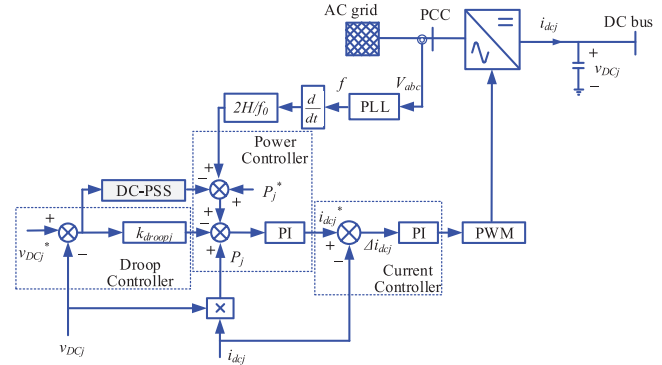 AC grid
PCC
i_dcj
DC bus
+
v_DCj
−
V_abc
f
2H/f_0
d/dt
PLL
Power
Controller
+
−
DC-PSS
+
P_j^*
+
v_DCj^*
−
k_droopj
−
+
+
P_j
PI
i_dcj^*
+
−
Δi_dcj
PI
PWM
Droop
Controller
Current
Controller
×
v_DCj
i_dcj